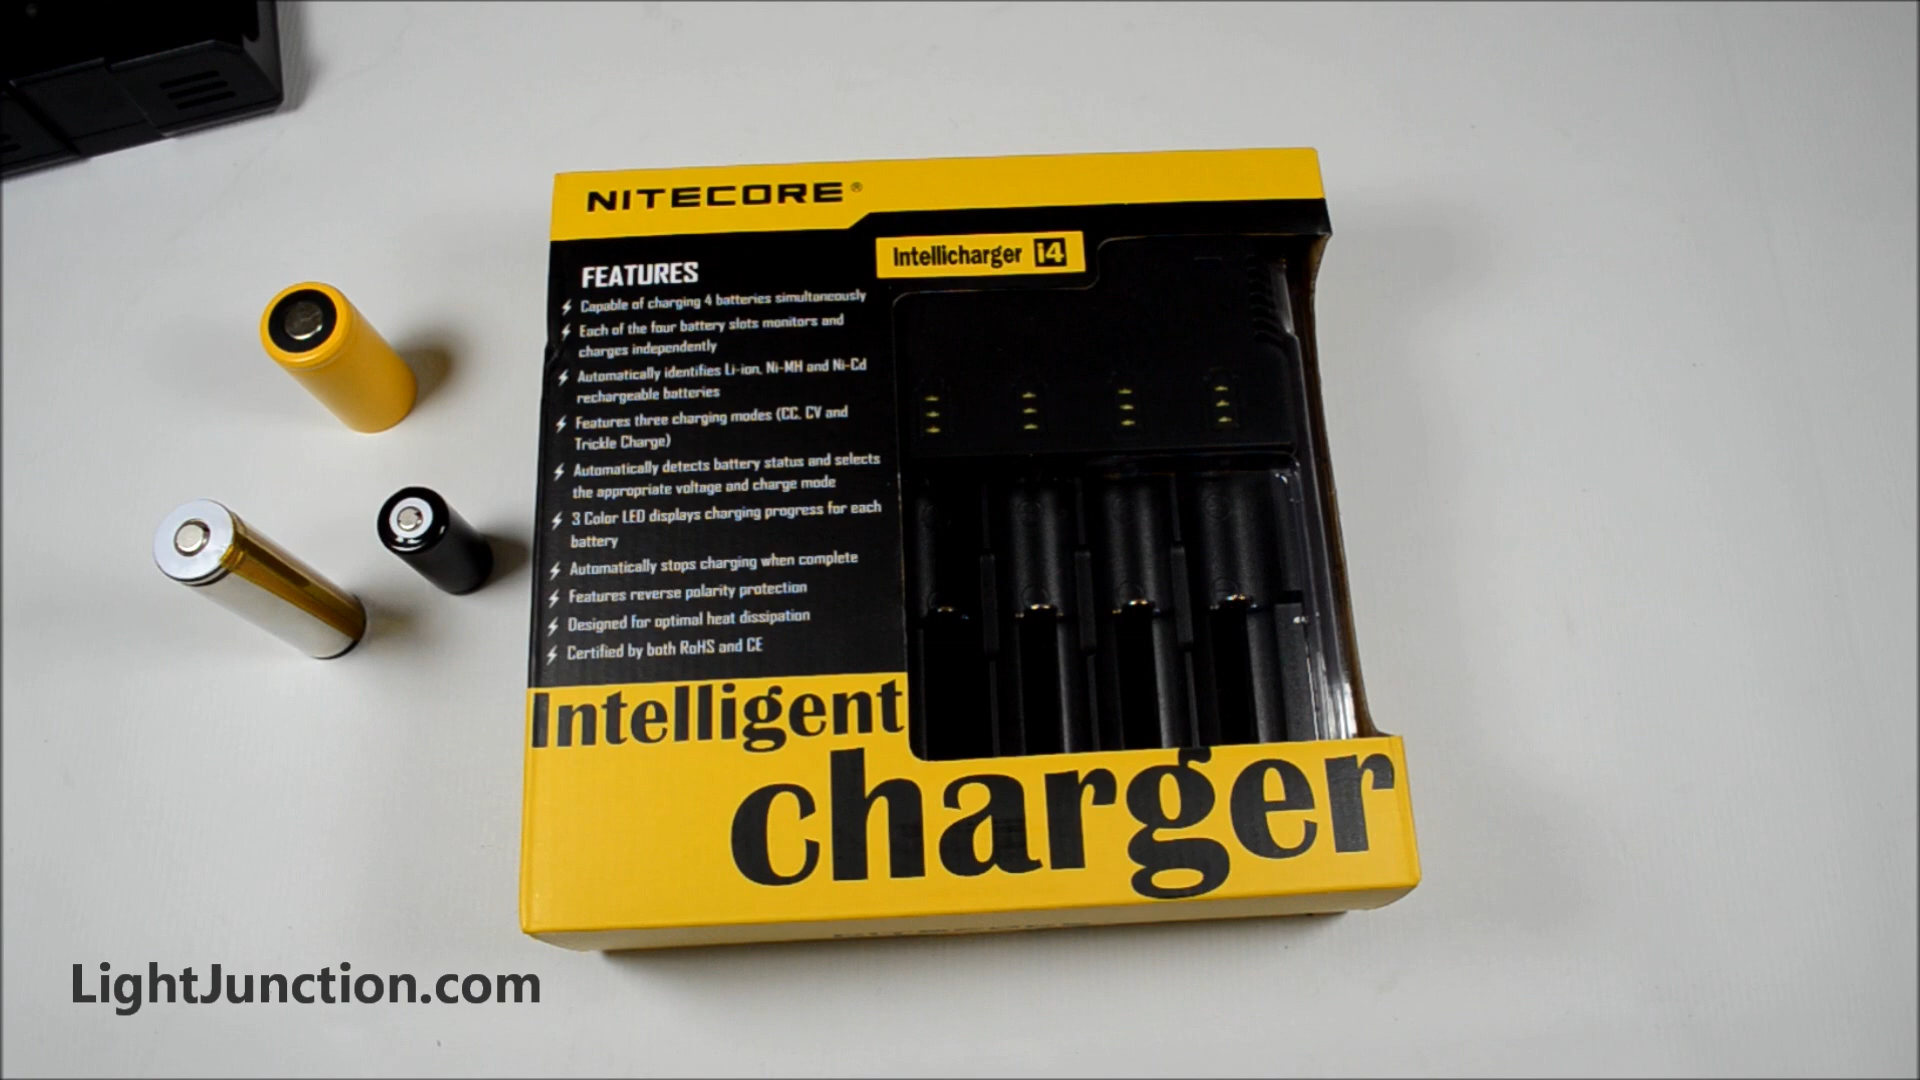 NITECORE®
Intellicharger i4
FEATURES
Capable of charging 4 batteries simultaneously
Each of the four battery slots monitors and
charges independently
Automatically identifies Li-ion, Ni-MH and Ni-Cd
rechargeable batteries
Features three charging modes (CC, CV and
Trickle Charge)
Automatically detects battery status and selects
the appropriate voltage and charge mode
3 Color LED displays charging progress for each
battery
Automatically stops charging when complete
Features reverse polarity protection
Designed for optimal heat dissipation
Certified by both RoHS and CE
Intelligent
charger
LightJunction.com